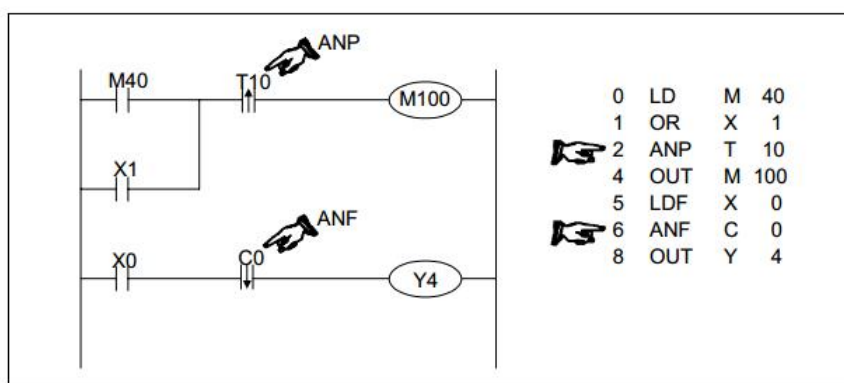 ANP
M40
T10
M100
X1
ANF
X0
C0
Y4
0 LD M 40
1 OR X 1
2 ANP T 10
4 OUT M 100
5 LDF X 0
6 ANF C 0
8 OUT Y 4